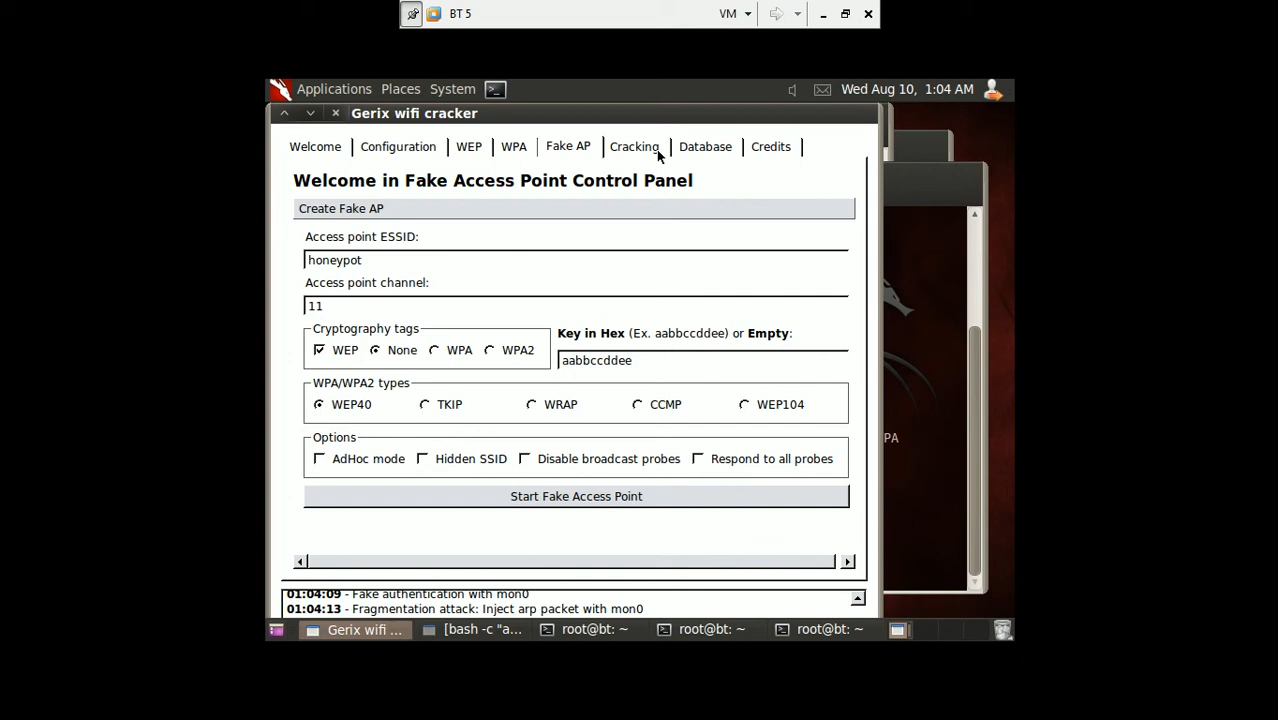 BT 5
VM
Applications Places System
Wed Aug 10, 1:04 AM
Gerix wifi cracker
Welcome Configuration WEP WPA Fake AP Cracking Database Credits
Welcome in Fake Access Point Control Panel
Create Fake AP
Access point ESSID:
honeypot
Access point channel:
11
Cryptography tags
Key in Hex (Ex. aabbccddee) or Empty:
WEP None WPA WPA2
aabbccddee
WPA/WPA2 types
WEP40 TKIP WRAP CCMP WEP104
PA
Options
AdHoc mode Hidden SSID Disable broadcast probes Respond to all probes
Start Fake Access Point
01:04:09 - Fake authentication with mon0
01:04:13 - Fragmentation attack: Inject arp packet with mon0
Gerix wifi ... [bash -c "a... root@bt: ~ root@bt: ~ root@bt: ~